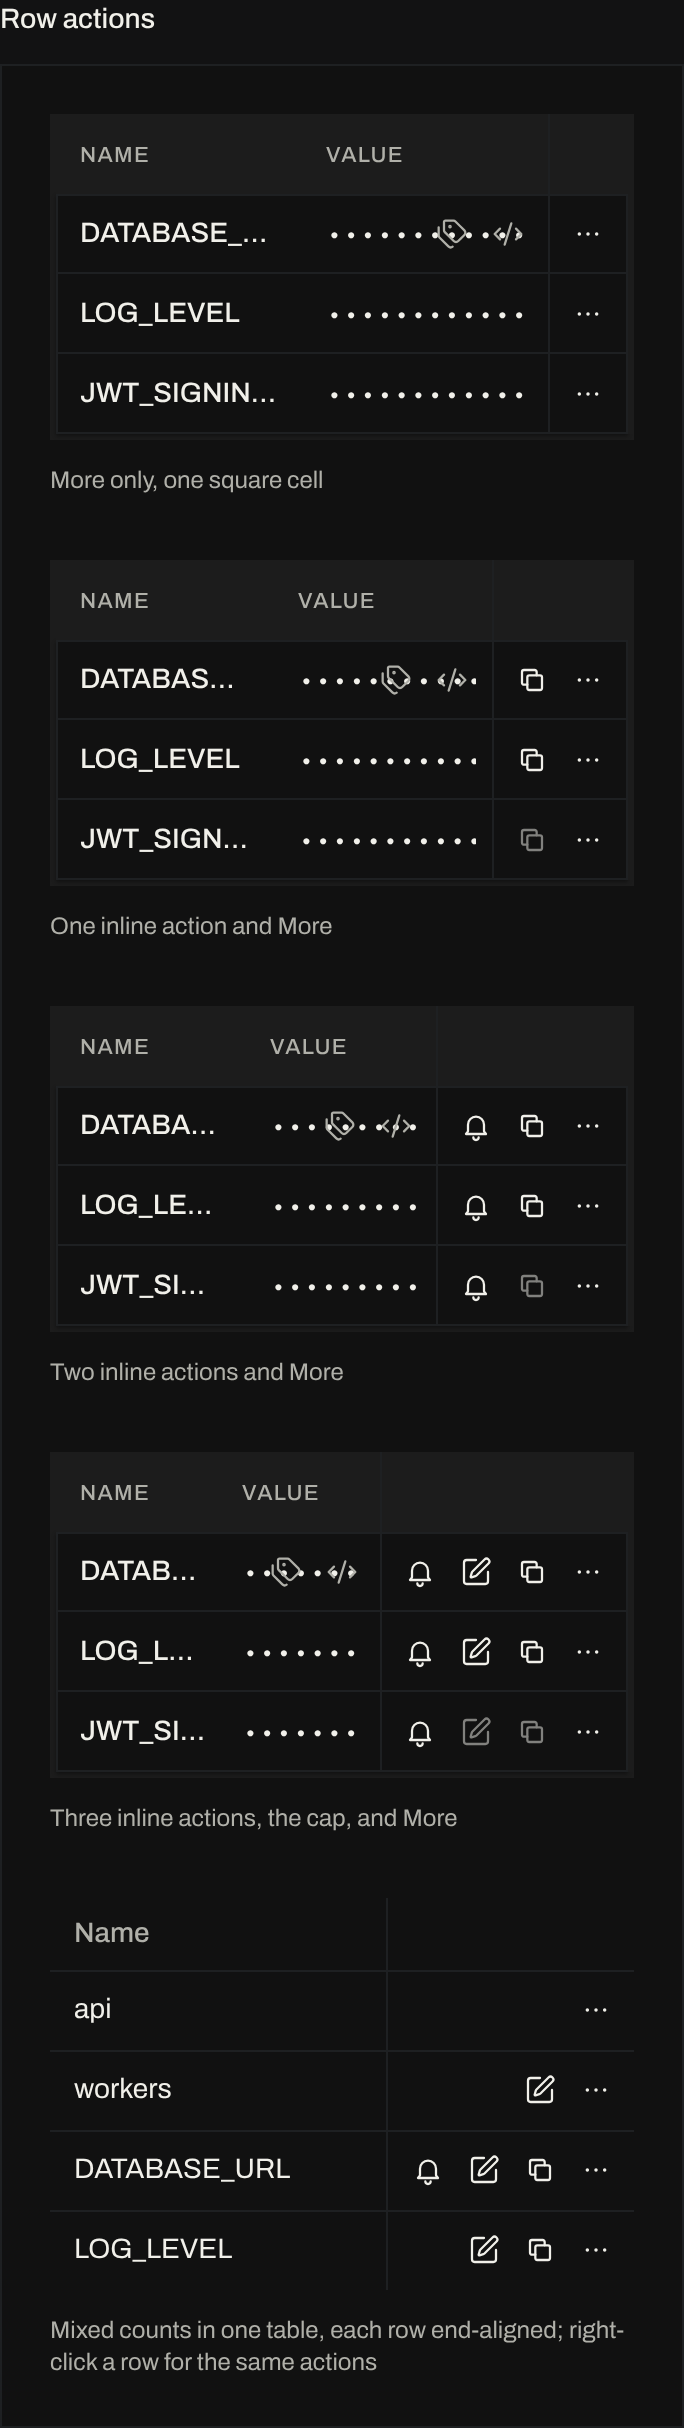 Row actions
NAME VALUE
DATABASE_... ············ ...
LOG_LEVEL ············ ...
JWT_SIGNIN... ············ ...
More only, one square cell
NAME VALUE
DATABAS... ··········· ...
LOG_LEVEL ··········· ...
JWT_SIGN... ··········· ...
One inline action and More
NAME VALUE
DATABA... ········· ...
LOG_LE... ········· ...
JWT_SI... ········· ...
Two inline actions and More
NAME VALUE
DATAB... ······· ...
LOG_L... ······· ...
JWT_SI... ······· ...
Three inline actions, the cap, and More
Name
api ...
workers ...
DATABASE_URL ...
LOG_LEVEL ...
Mixed counts in one table, each row end-aligned; right-
click a row for the same actions